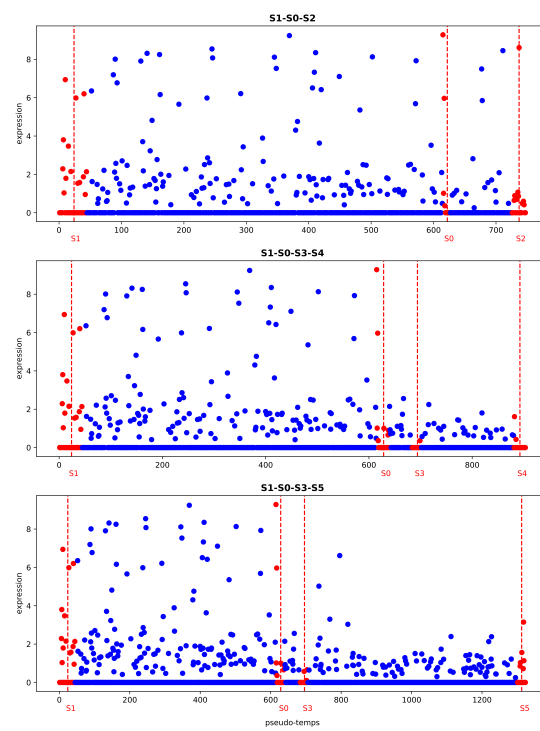 S1-S0-S2
8
6
4
2
0
expression
0 100 200 300 400 500 600 700
S1 S0 S2
S1-S0-S3-S4
8
6
4
2
0
expression
0 200 400 600 800
S1 S0 S3 S4
S1-S0-S3-S5
8
6
4
2
0
expression
0 200 400 600 800 1000 1200
S1 S0 S3 S5
pseudo-temps